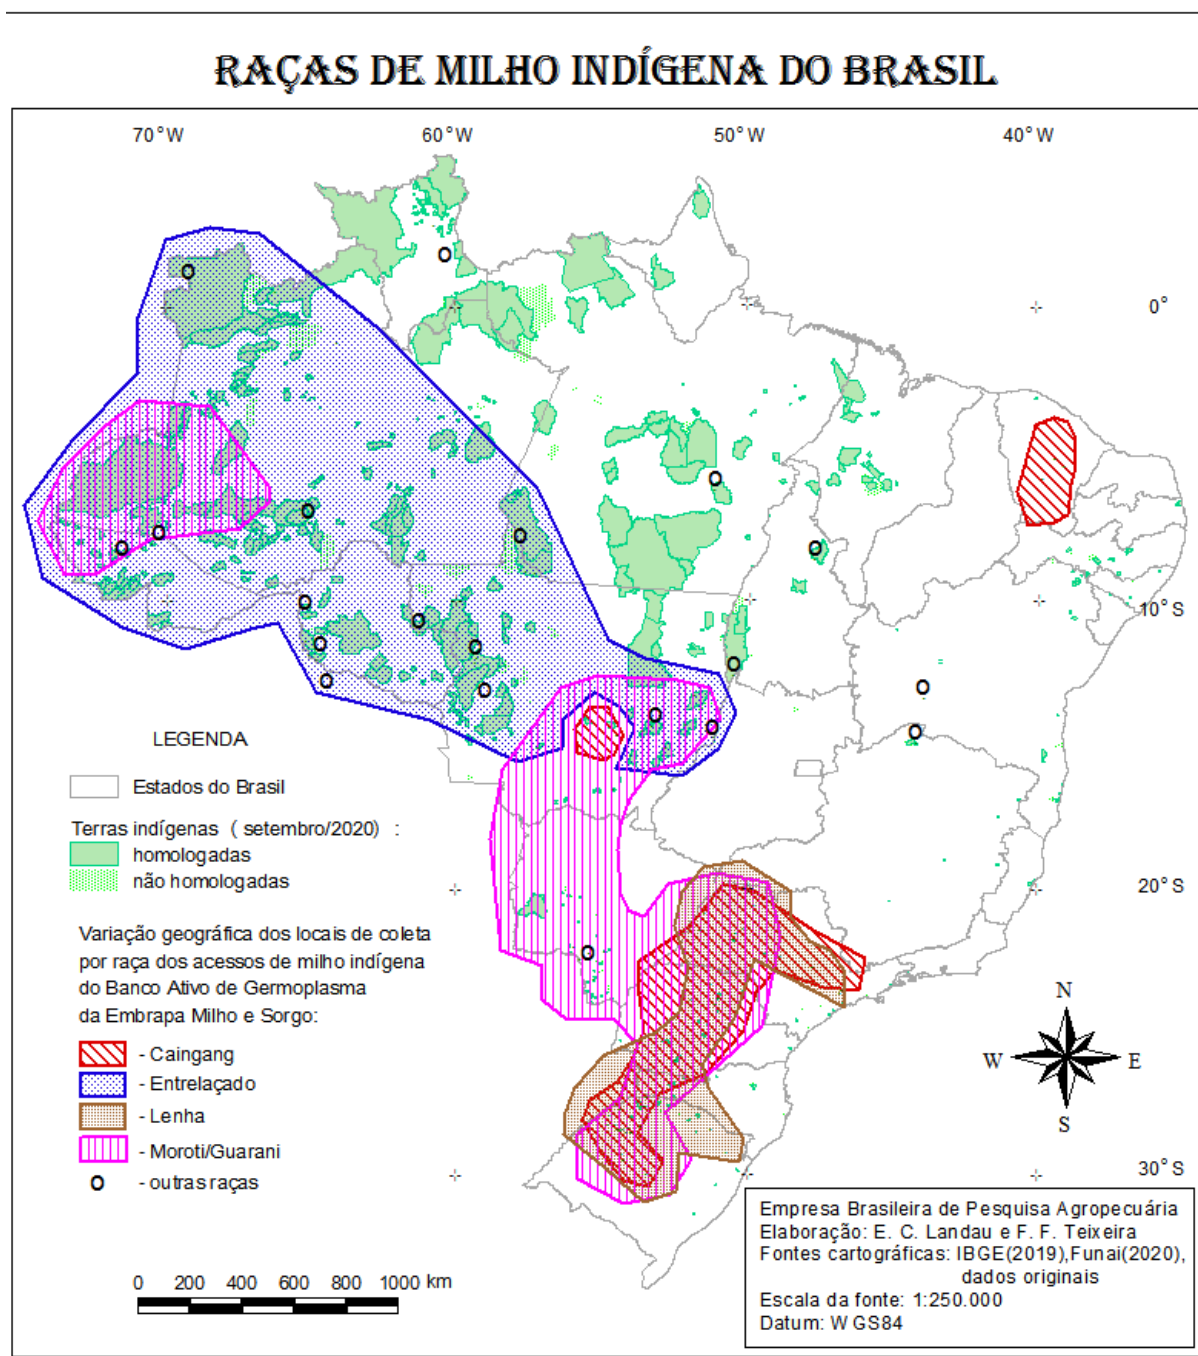 RAÇAS DE MILHO INDÍGENA DO BRASIL
70°W 60°W 50°W 40°W
0°
10°S
20°S
30°S
LEGENDA
Estados do Brasil
Terras indígenas ( setembro/2020) :
homologadas
não homologadas
Variação geográfica dos locais de coleta
por raça dos acessos de milho indígena
do Banco Ativo de Germoplasma
da Embrapa Milho e Sorgo:
- Caingang
- Entrelaçado
- Lenha
- Moroti/Guarani
- outras raças
N
W E
S
0 200 400 600 800 1000 km
Empresa Brasileira de Pesquisa Agropecuária
Elaboração: E. C. Landau e F. F. Teixeira
Fontes cartográficas: IBGE(2019),Funai(2020),
dados originais
Escala da fonte: 1:250.000
Datum: WGS84